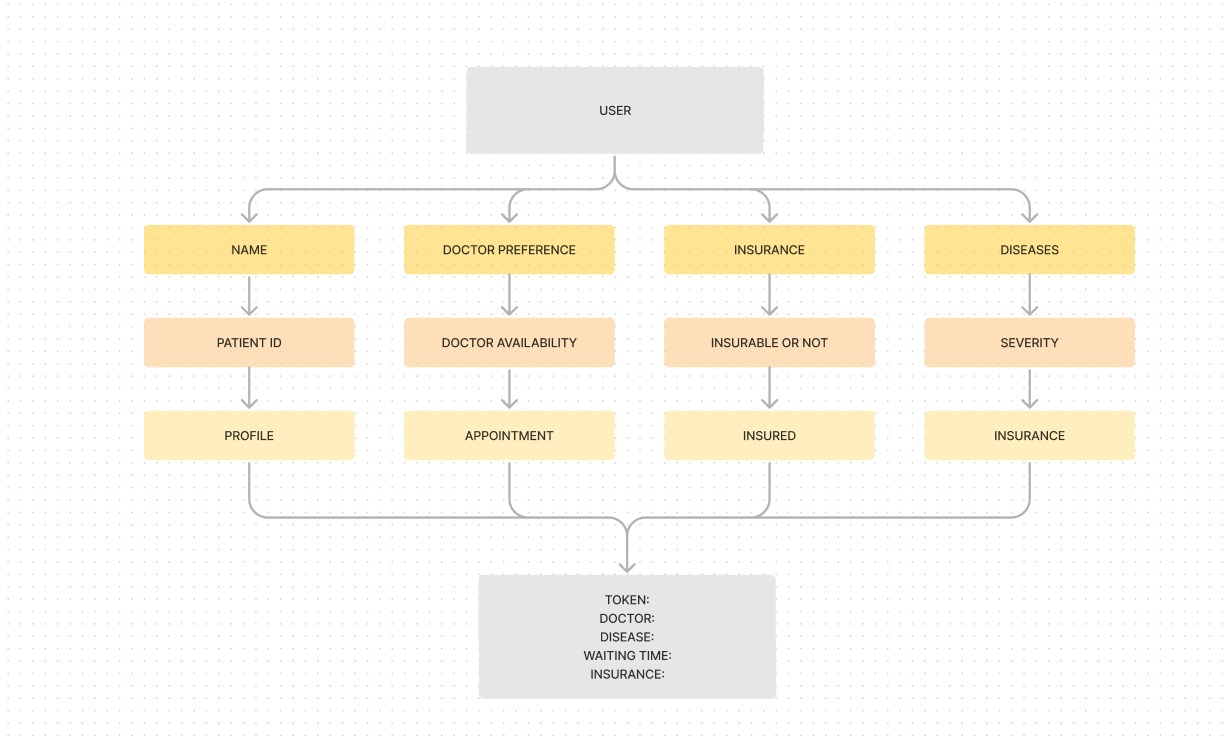 USER
NAME
DOCTOR PREFERENCE
INSURANCE
DISEASES
PATIENT ID
DOCTOR AVAILABILITY
INSURABLE OR NOT
SEVERITY
PROFILE
APPOINTMENT
INSURED
INSURANCE
TOKEN:
DOCTOR:
DISEASE:
WAITING TIME:
INSURANCE: